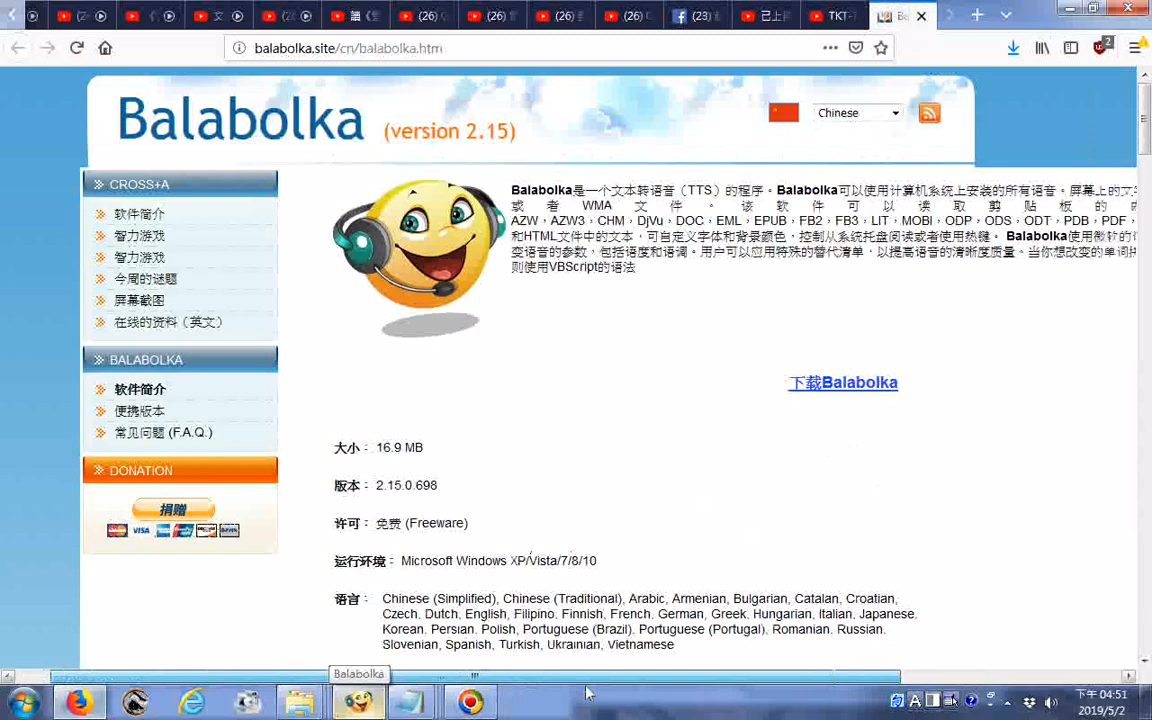 (26)
(26)
(26)
(26)
(23)
已上
TKT-
balabolka.site/cn/balabolka.htm
2
Balabolka (version 2.15)
Chinese
CROSS+A
软件简介
智力游戏
智力游戏
今周的谜题
屏幕截图
在线的资料（英文）
BALABOLKA
软件简介
便携版本
常见问题 (F.A.Q.)
DONATION
捐赠
VISA
Balabolka是一个文本转语音（TTS）的程序。Balabolka可以使用计算机系统上安装的所有语音。屏幕上的文
或者 WMA 文件。该软件可以读取剪贴板的
AZW，AZW3，CHM，DjVu，DOC，EML，EPUB，FB2，FB3，LIT，MOBI，ODP，ODS，ODT，PDB，PDF，
和HTML文件中的文本，可自定义字体和背景颜色，控制从系统托盘阅读或者使用热键。 Balabolka使用微软的
变语音的参数，包括语度和语调。用户可以应用特殊的替代清单，以提高语音的清晰度质量。当你想改变的单词
则使用VBScript的语法
下载Balabolka
大小： 16.9 MB
版本： 2.15.0.698
许可： 免费 (Freeware)
运行环境： Microsoft Windows XP/Vista/7/8/10
语言： Chinese (Simplified), Chinese (Traditional), Arabic, Armenian, Bulgarian, Catalan, Croatian,
Czech, Dutch, English, Filipino, Finnish, French, German, Greek, Hungarian, Italian, Japanese,
Korean, Persian, Polish, Portuguese (Brazil), Portuguese (Portugal), Romanian, Russian,
Slovenian, Spanish, Turkish, Ukrainian, Vietnamese
Balabolka
A
下午 04:51
2019/5/2